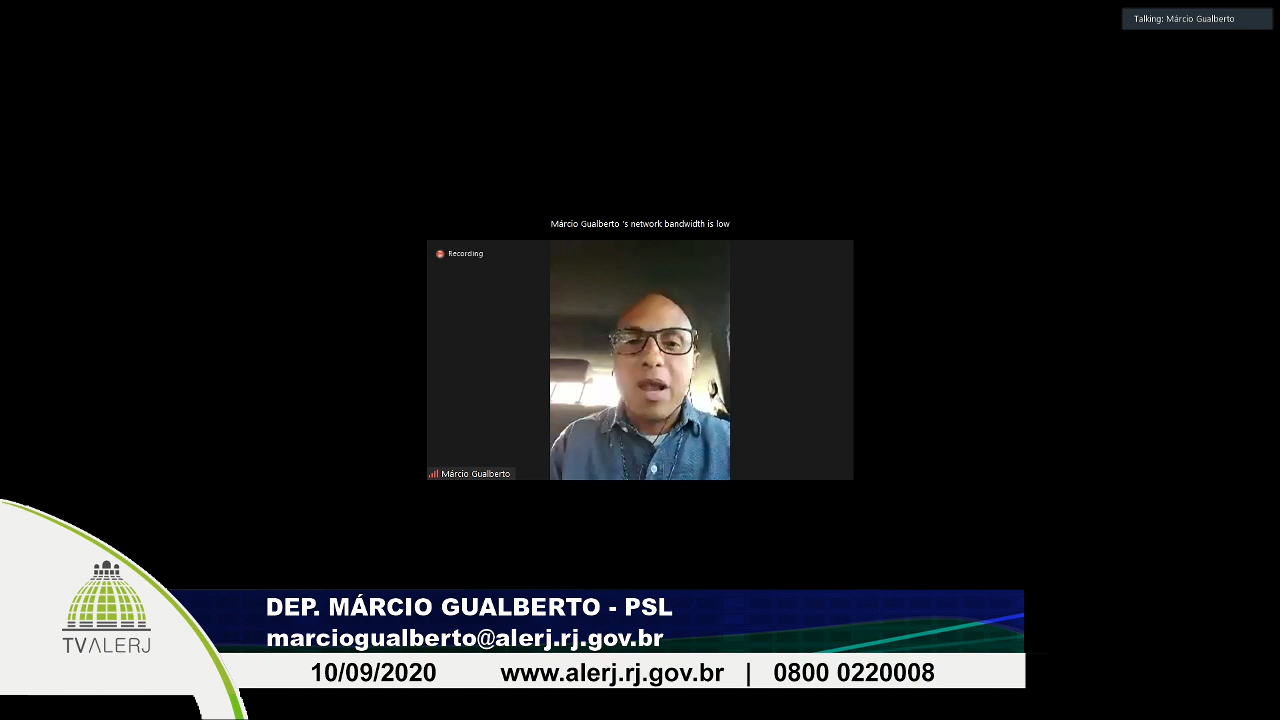 Talking: Márcio Gualberto
Márcio Gualberto 's network bandwidth is low
Recording
Márcio Gualberto
DEP. MÁRCIO GUALBERTO - PSL
marciogualberto@alerj.rj.gov.br
TVALERJ
10/09/2020 www.alerj.rj.gov.br | 0800 0220008